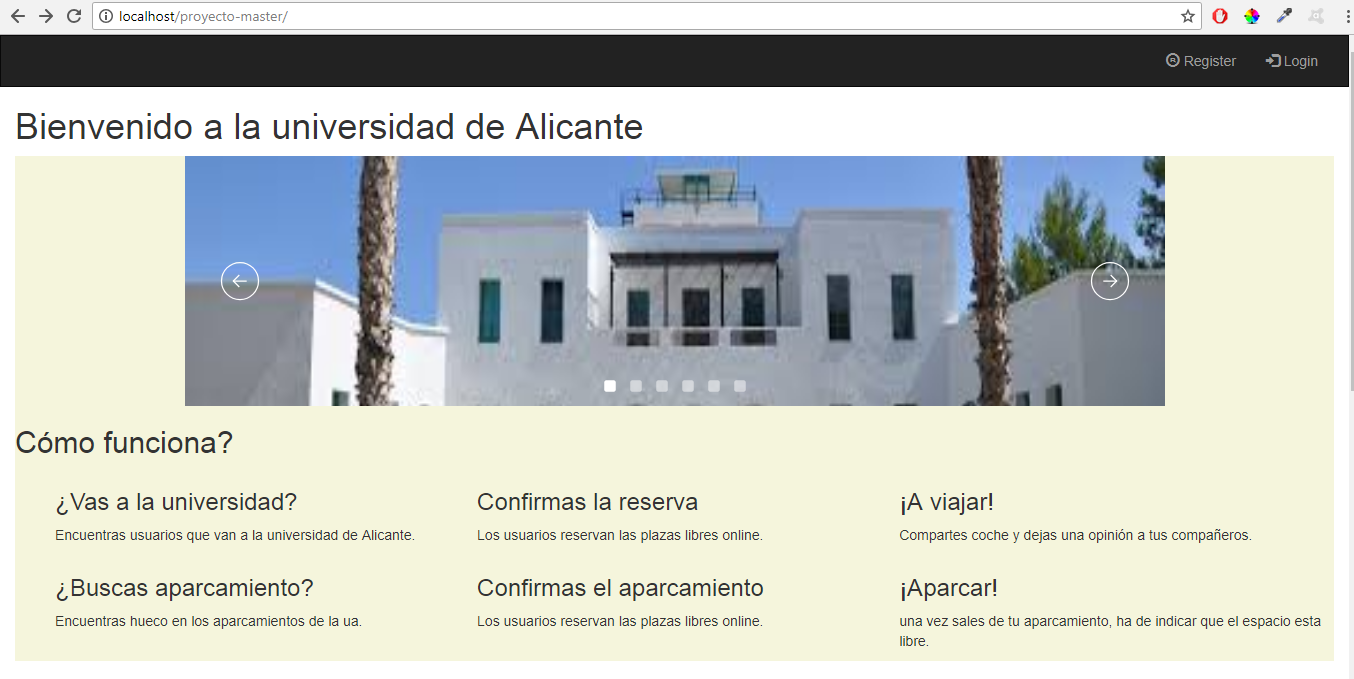 localhost/proyecto-master/
Register Login
Bienvenido a la universidad de Alicante
Cómo funciona?
¿Vas a la universidad?
Encuentras usuarios que van a la universidad de Alicante.
Confirmas la reserva
Los usuarios reservan las plazas libres online.
¡A viajar!
Compartes coche y dejas una opinión a tus compañeros.
¿Buscas aparcamiento?
Encuentras hueco en los aparcamientos de la ua.
Confirmas el aparcamiento
Los usuarios reservan las plazas libres online.
¡Aparcar!
una vez sales de tu aparcamiento, ha de indicar que el espacio esta
libre.